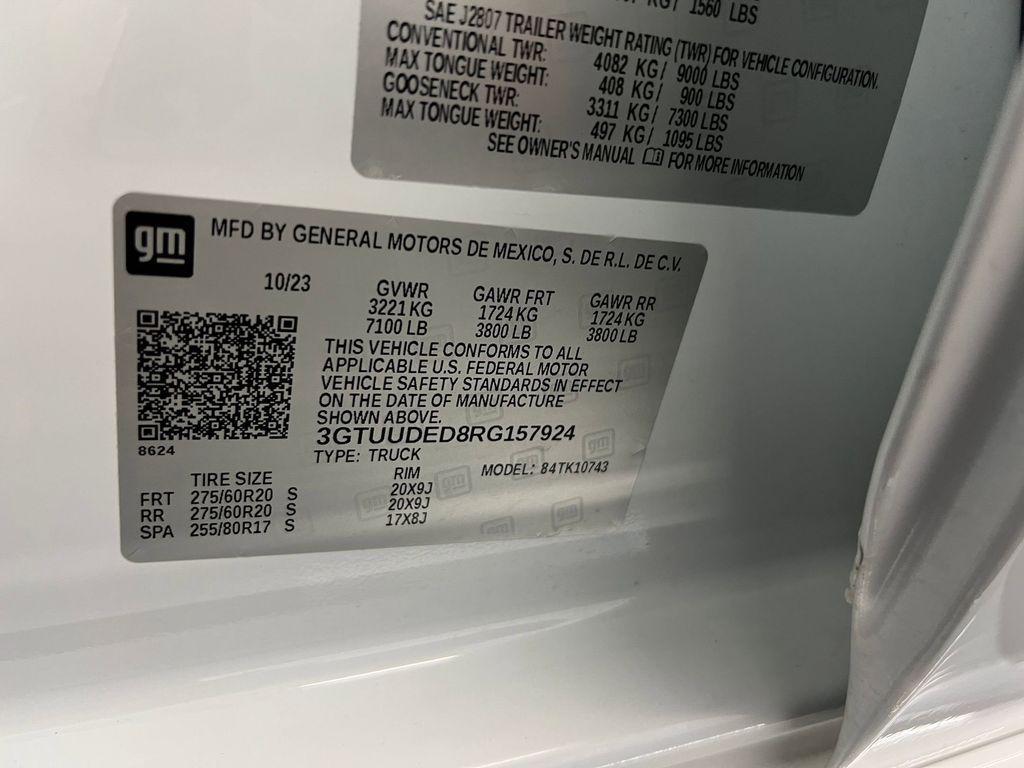 KG / 1560 LBS
SAE J2807 TRAILER WEIGHT RATING (TWR) FOR VEHICLE CONFIGURATION.
CONVENTIONAL TWR: 4082 KG / 9000 LBS
MAX TONGUE WEIGHT: 408 KG / 900 LBS
GOOSENECK TWR: 3311 KG / 7300 LBS
MAX TONGUE WEIGHT: 497 KG / 1095 LBS
SEE OWNER'S MANUAL FOR MORE INFORMATION
gm MFD BY GENERAL MOTORS DE MEXICO, S. DE R.L. DE C.V.
10/23 GVWR GAWR FRT GAWR RR
3221 KG 1724 KG 1724 KG
7100 LB 3800 LB 3800 LB
THIS VEHICLE CONFORMS TO ALL
APPLICABLE U.S. FEDERAL MOTOR
VEHICLE SAFETY STANDARDS IN EFFECT
ON THE DATE OF MANUFACTURE
SHOWN ABOVE.
3GTUUDED8RG157924
8624
TYPE: TRUCK MODEL: 84TK10743
TIRE SIZE RIM
FRT 275/60R20 S 20X9J
RR 275/60R20 S 20X9J
SPA 255/80R17 S 17X8J